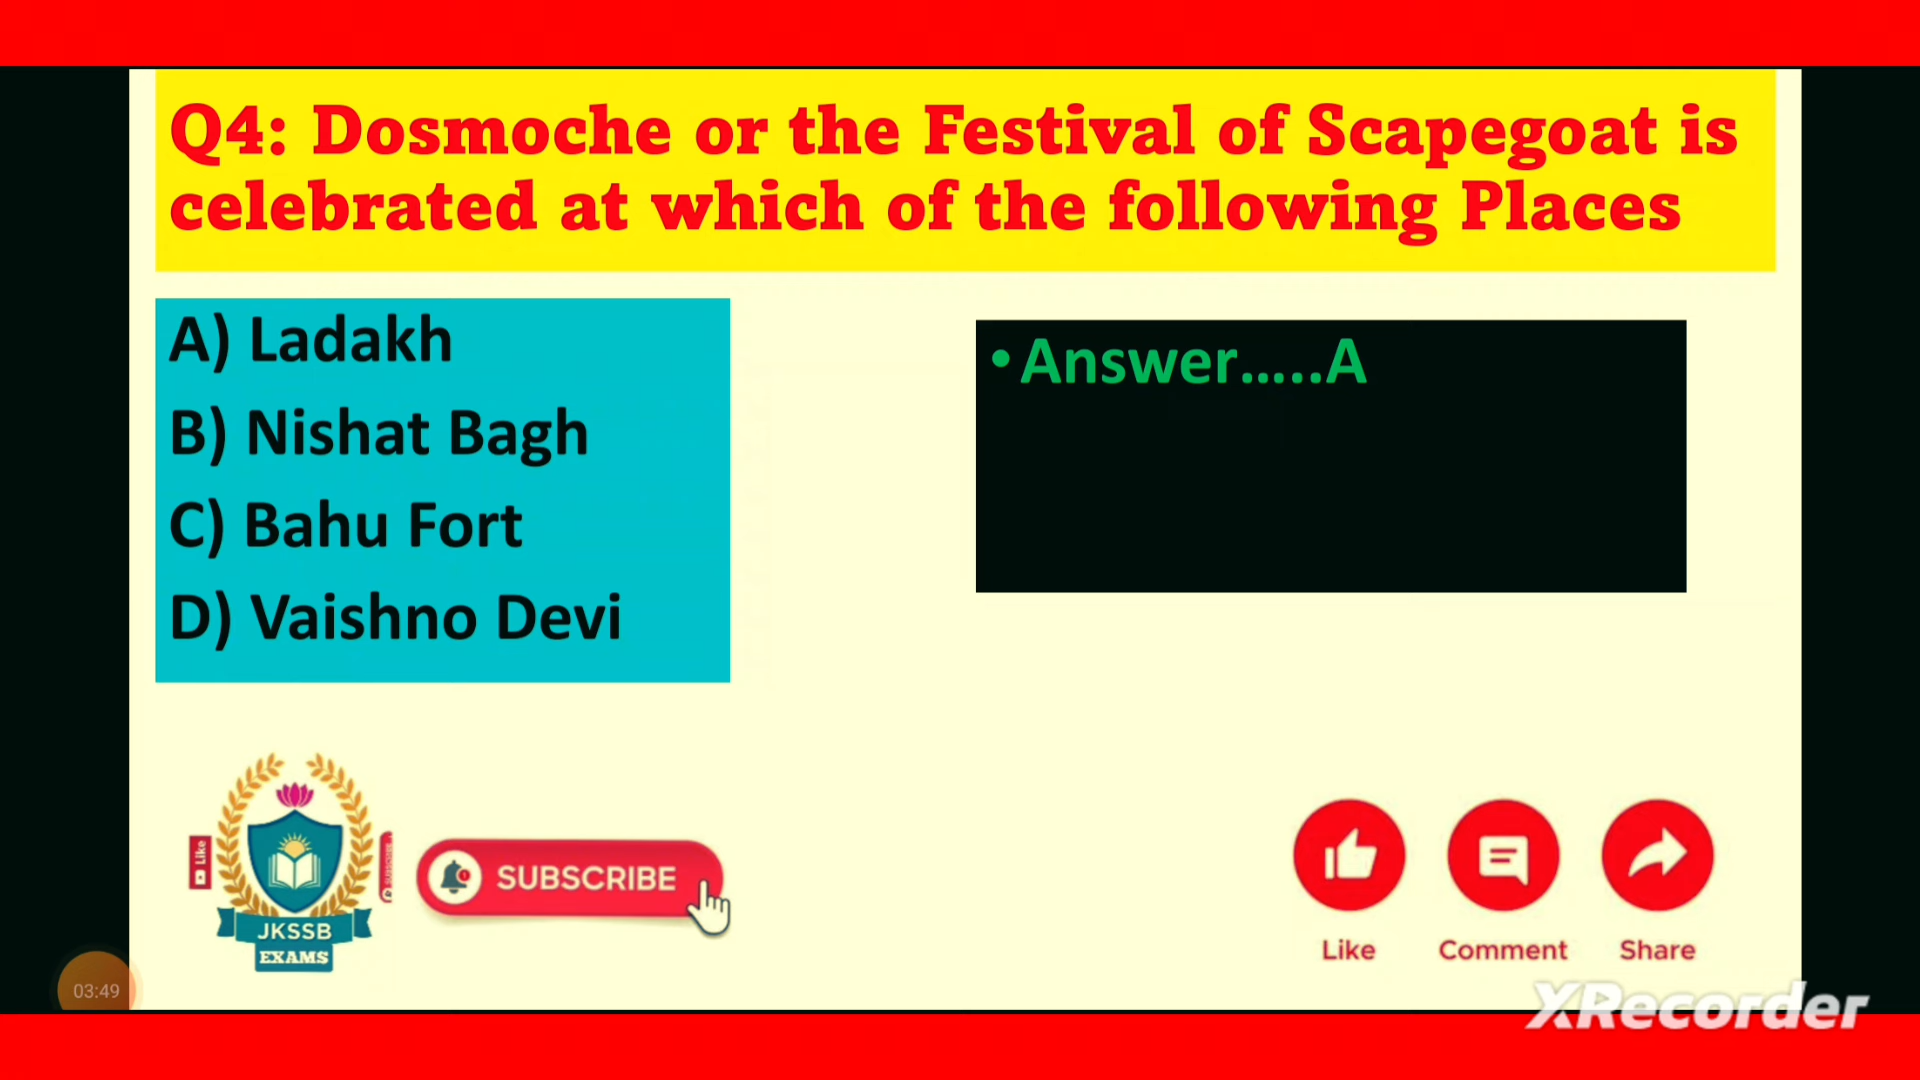 Q4: Dosmoche or the Festival of Scapegoat is
celebrated at which of the following Places
A) Ladakh
B) Nishat Bagh
C) Bahu Fort
D) Vaishno Devi
•Answer.....A
Like
JKSSB
EXAMS
SUBSCRIBE
Like
Comment
Share
03:49
XRecorder